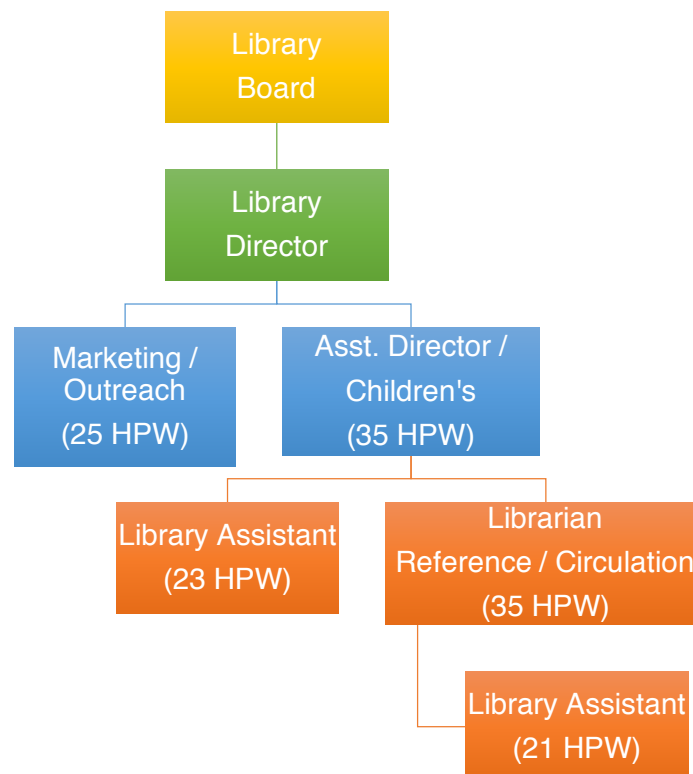 Library
Board
Library
Director
Marketing /
Outreach
(25 HPW)
Asst. Director /
Children's
(35 HPW)
Library Assistant
(23 HPW)
Librarian
Reference / Circulation
(35 HPW)
Library Assistant
(21 HPW)